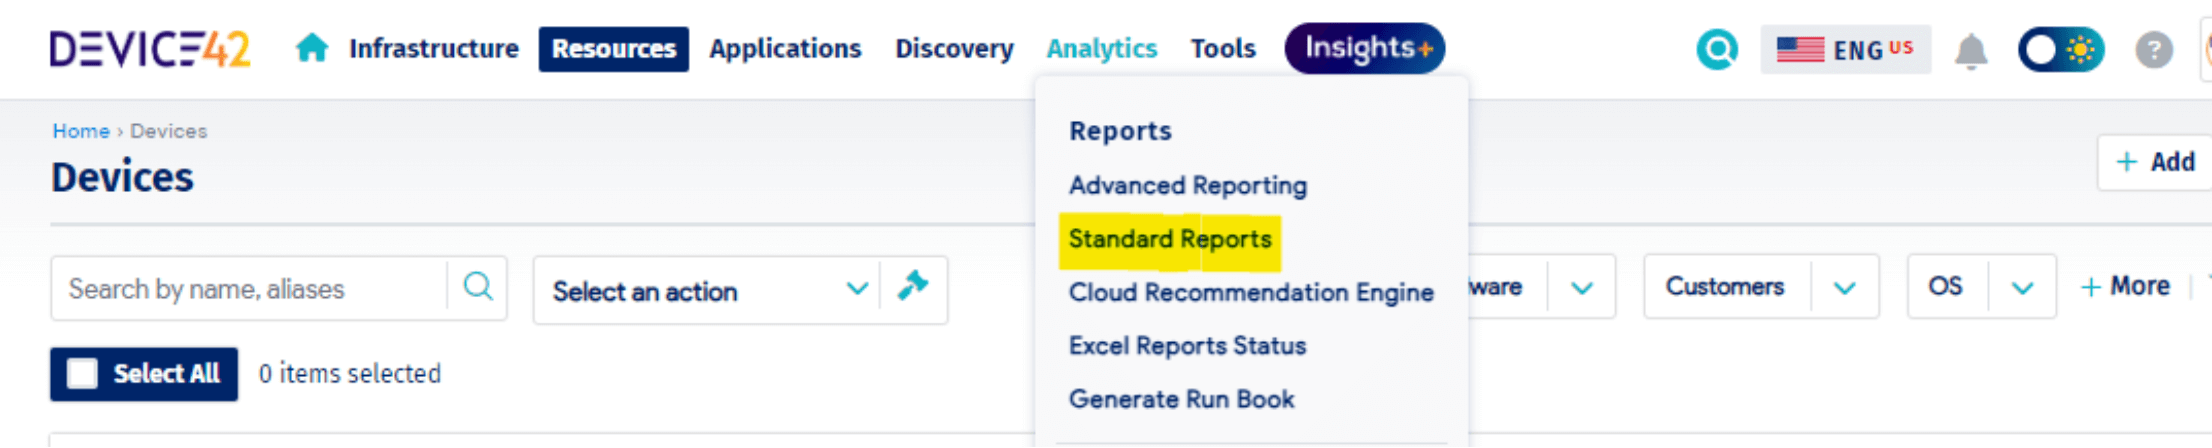 DEVICE42 Infrastructure Resources Applications Discovery Analytics Tools Insights+ ENG US ?
Home › Devices
Devices
+ Add
Reports
Advanced Reporting
Standard Reports
Cloud Recommendation Engine
Excel Reports Status
Generate Run Book
Search by name, aliases Select an action ware Customers OS + More
Select All 0 items selected